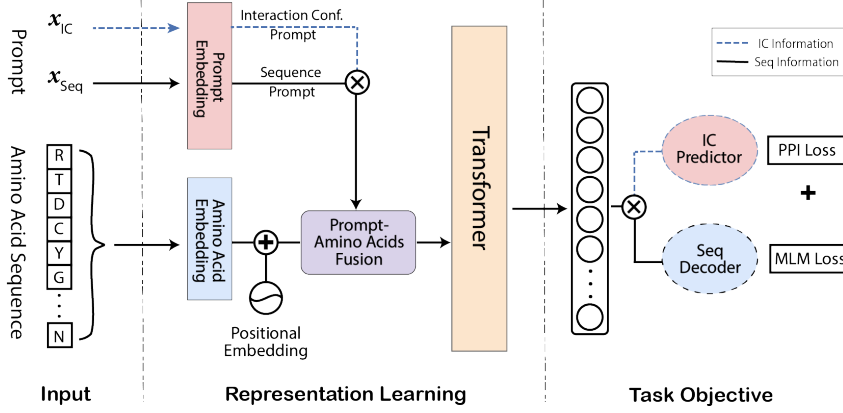 Prompt
x_IC
x_Seq
Amino Acid Sequence
R
T
D
C
Y
G
N
Input
Prompt
Embedding
Interaction Conf.
Prompt
Sequence
Prompt
Amino Acid
Embedding
Positional
Embedding
Prompt-
Amino Acids
Fusion
Transformer
Representation Learning
IC Information
Seq Information
IC
Predictor
PPI Loss
+
Seq
Decoder
MLM Loss
Task Objective